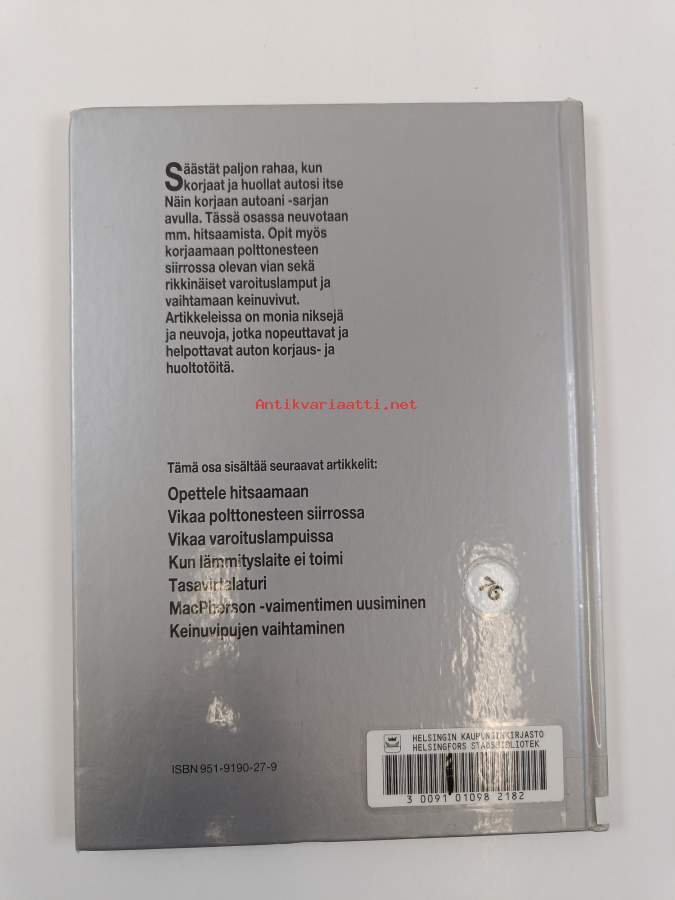 Säästät paljon rahaa, kun
korjaat ja huollat autosi itse
Näin korjaan autoani -sarjan
avulla. Tässä osassa neuvotaan
mm. hitsaamista. Opit myös
korjaamaan polttonesteen
siirrossa olevan vian sekä
rikkinäiset varoituslamput ja
vaihtamaan keinuvivut.
Artikkeleissa on monia niksejä
ja neuvoja, jotka nopeuttavat ja
helpottavat auton korjaus- ja
huoltotöitä.
Antikvariaatti.net
Tämä osa sisältää seuraavat artikkelit:
Opettele hitsaamaan
Vikaa polttonesteen siirrossa
Vikaa varoituslampuissa
Kun lämmityslaite ei toimi
Tasavirtalaturi
MacPherson -vaimentimen uusiminen
Keinuvipujen vaihtaminen
76
HELSINGIN KAUPUNGINKIRJASTO
HELSINGFORS STADSBIBLIOTEK
ISBN 951-9190-27-9
3 0091 01098 2182